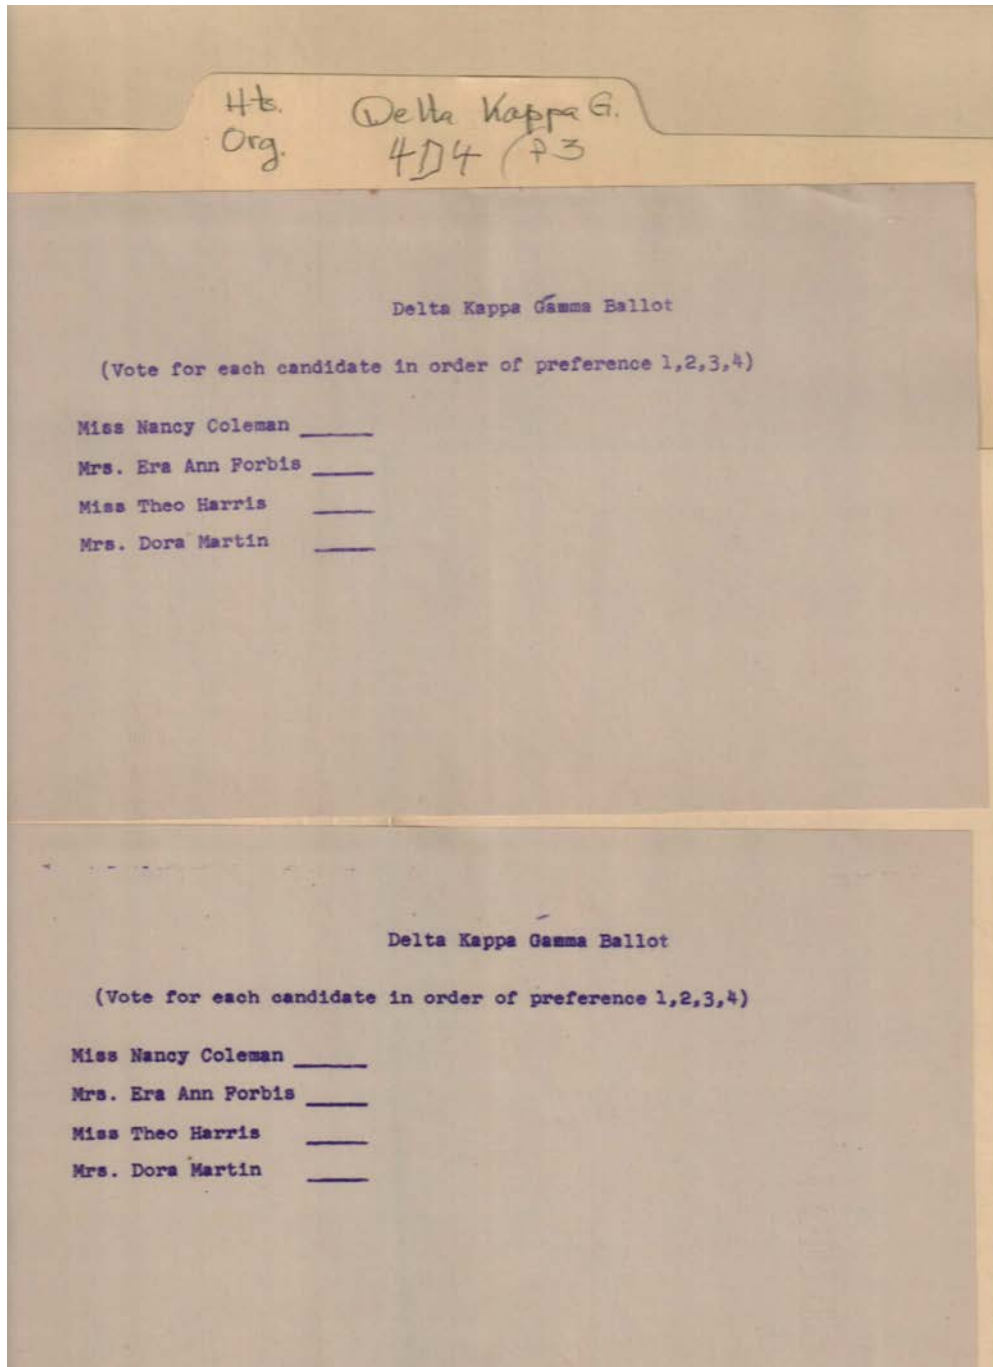 Hts. Delta Kappa G.
Org. 4D4 (P3
Delta Kappa Gamma Ballot
(Vote for each candidate in order of preference 1,2,3,4)
Miss Nancy Coleman _____
Mrs. Era Ann Forbis _____
Miss Theo Harris _____
Mrs. Dora Martin _____
Delta Kappa Gamma Ballot
(Vote for each candidate in order of preference 1,2,3,4)
Miss Nancy Coleman _____
Mrs. Era Ann Forbis _____
Miss Theo Harris _____
Mrs. Dora Martin _____